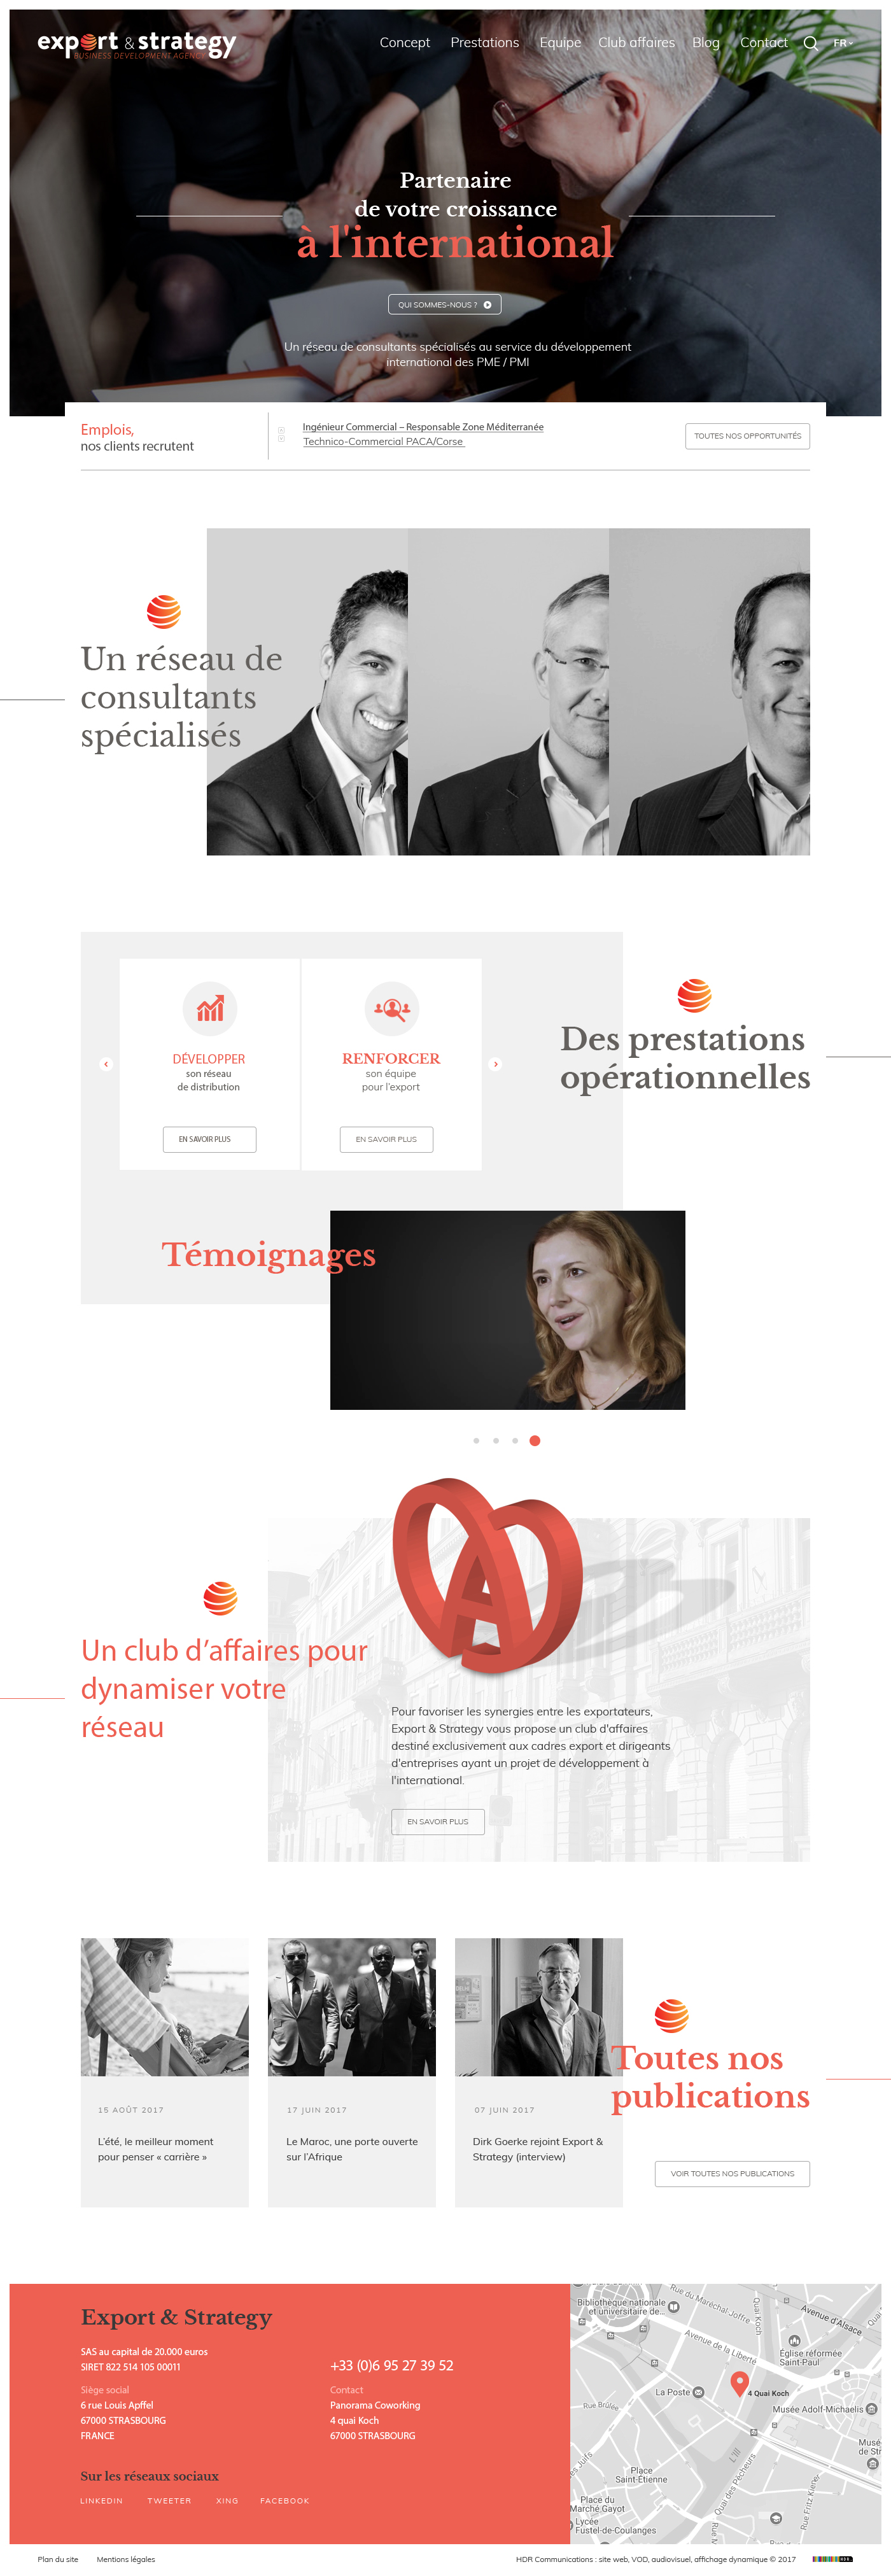 export & strategy
BUSINESS DEVELOPMENT AGENCY
Concept Prestations Equipe Club affaires Blog Contact FR
Partenaire
de votre croissance
à l'international
QUI SOMMES-NOUS ?
Un réseau de consultants spécialisés au service du développement
international des PME / PMI
Emplois,
nos clients recrutent
Ingénieur Commercial – Responsable Zone Méditerranée
Technico-Commercial PACA/Corse
TOUTES NOS OPPORTUNITÉS
Un réseau de
consultants
spécialisés
DÉVELOPPER
son réseau
de distribution
EN SAVOIR PLUS
RENFORCER
son équipe
pour l'export
EN SAVOIR PLUS
Des prestations
opérationnelles
Témoignages
Un club d’affaires pour
dynamiser votre
réseau
Pour favoriser les synergies entre les exportateurs,
Export & Strategy vous propose un club d'affaires
destiné exclusivement aux cadres export et dirigeants
d'entreprises ayant un projet de développement à
l'international.
EN SAVOIR PLUS
15 AOÛT 2017
L’été, le meilleur moment
pour penser « carrière »
17 JUIN 2017
Le Maroc, une porte ouverte
sur l’Afrique
07 JUIN 2017
Dirk Goerke rejoint Export &
Strategy (interview)
Toutes nos
publications
VOIR TOUTES NOS PUBLICATIONS
Export & Strategy
SAS au capital de 20.000 euros
SIRET 822 514 105 00011
Siège social
6 rue Louis Apffel
67000 STRASBOURG
FRANCE
+33 (0)6 95 27 39 52
Contact
Panorama Coworking
4 quai Koch
67000 STRASBOURG
Sur les réseaux sociaux
LINKEDIN TWEETER XING FACEBOOK
Bibliothèque nationale
et universitaire de...
Rue du Maréchal-Joffre
Quai Koch
Avenue d'Alsace
Quai
Avenue de la Liberté
Église réformée
Saint-Paul
La Poste
4 Quai Koch
Rue Brûlée
Musée Adolf-Michaelis
Musé
de Str
es Juifs
L'Ill
Place
Saint-Étienne
Quai des Pêcheurs
Place du
Marché Gayot
Rue Fritz Kiener
Lycée
Fustel-de-Coulanges
Rue N
Plan du site Mentions légales
HDR Communications : site web, VOD, audiovisuel, affichage dynamique © 2017
HDR